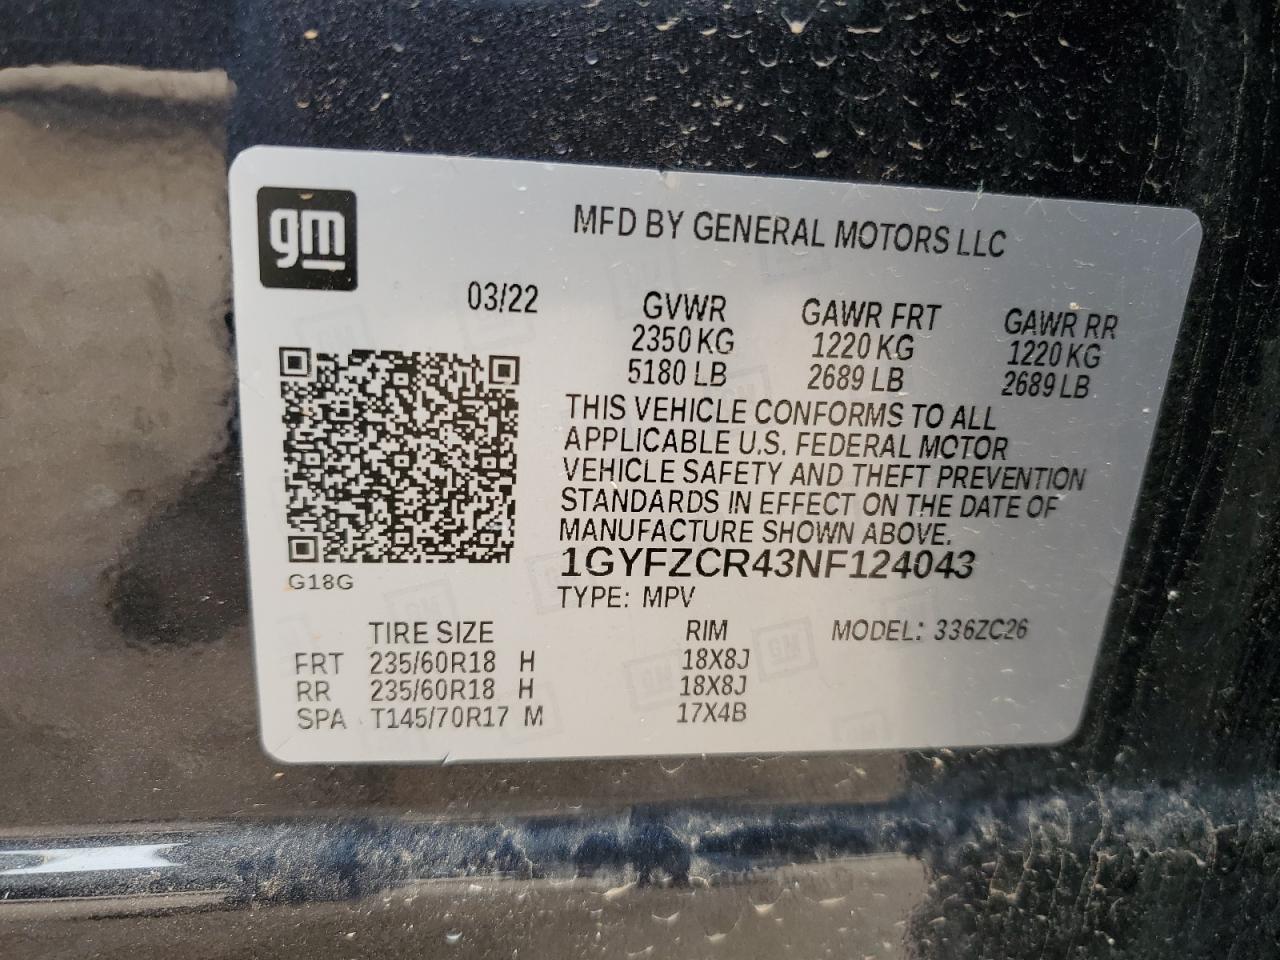 gm
MFD BY GENERAL MOTORS LLC
03/22 GVWR GAWR FRT GAWR RR
2350 KG 1220 KG 1220 KG
5180 LB 2689 LB 2689 LB
THIS VEHICLE CONFORMS TO ALL
APPLICABLE U.S. FEDERAL MOTOR
VEHICLE SAFETY AND THEFT PREVENTION
STANDARDS IN EFFECT ON THE DATE OF
MANUFACTURE SHOWN ABOVE.
1GYFZCR43NF124043
G18G
TYPE: MPV
TIRE SIZE RIM MODEL: 336ZC26
FRT 235/60R18 H 18X8J
RR 235/60R18 H 18X8J
SPA T145/70R17 M 17X4B